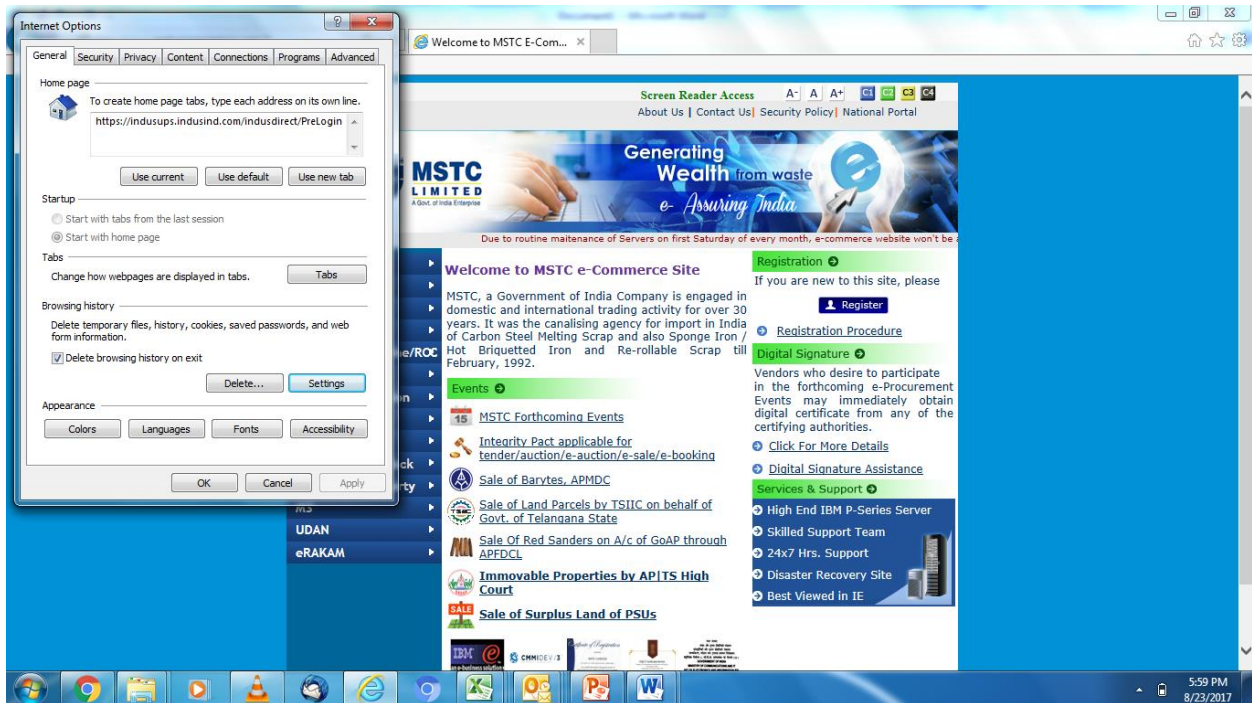 Internet Options
General Security Privacy Content Connections Programs Advanced
Home page
To create home page tabs, type each address on its own line.
https://indusups.indusind.com/indusdirect/PreLogin
Use current Use default Use new tab
Startup
Start with tabs from the last session
Start with home page
Tabs
Change how webpages are displayed in tabs. Tabs
Browsing history
Delete temporary files, history, cookies, saved passwords, and web
form information.
Delete browsing history on exit
Delete... Settings
Appearance
Colors Languages Fonts Accessibility
OK Cancel Apply
Welcome to MSTC E-Com...
Screen Reader Access A- A A+ C1 C2 C3 C4
About Us | Contact Us| Security Policy| National Portal
MSTC
LIMITED
A Govt. of India Enterprise
Generating
Wealth from waste
e- Assuring India
Due to routine maitenance of Servers on first Saturday of every month, e-commerce website won't be
e/ROC
on
ck
rty
MS
UDAN
eRAKAM
Welcome to MSTC e-Commerce Site
MSTC, a Government of India Company is engaged in
domestic and international trading activity for over 30
years. It was the canalising agency for import in India
of Carbon Steel Melting Scrap and also Sponge Iron /
Hot Briquetted Iron and Re-rollable Scrap till
February, 1992.
Events
15 MSTC Forthcoming Events
Integrity Pact applicable for
tender/auction/e-auction/e-sale/e-booking
Sale of Barytes, APMDC
Sale of Land Parcels by TSIIC on behalf of
Govt. of Telangana State
Sale Of Red Sanders on A/c of GoAP through
APFDCL
Immovable Properties by AP|TS High
Court
SALE Sale of Surplus Land of PSUs
IBM CMMIDEV/3
Registration
If you are new to this site, please
Register
Registration Procedure
Digital Signature
Vendors who desire to participate
in the forthcoming e-Procurement
Events may immediately obtain
digital certificate from any of the
certifying authorities.
Click For More Details
Digital Signature Assistance
Services & Support
High End IBM P-Series Server
Skilled Support Team
24x7 Hrs. Support
Disaster Recovery Site
Best Viewed in IE
5:59 PM
8/23/2017